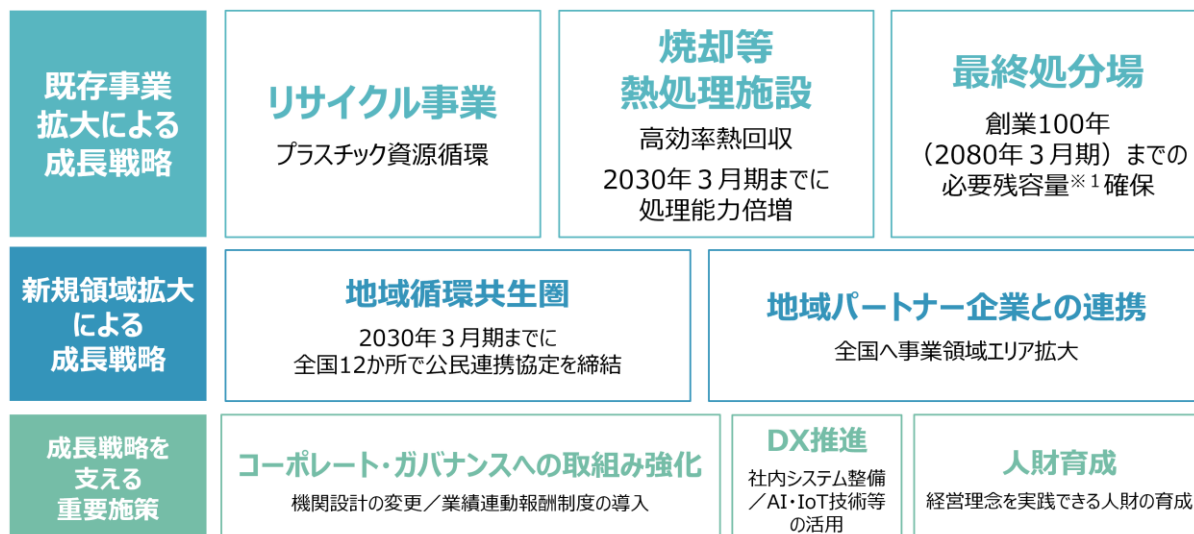 既存事業
拡大による
成長戦略
リサイクル事業
プラスチック資源循環
焼却等
熱処理施設
高効率熱回収
2030年3月期までに
処理能力倍増
最終処分場
創業100年
（2080年3月期）までの
必要残容量※1確保
新規領域拡大
による
成長戦略
地域循環共生圏
2030年3月期までに
全国12か所で公民連携協定を締結
地域パートナー企業との連携
全国へ事業領域エリア拡大
成長戦略を
支える
重要施策
コーポレート・ガバナンスへの取組み強化
機関設計の変更／業績連動報酬制度の導入
DX推進
社内システム整備
／AI・IoT技術等
の活用
人財育成
経営理念を実践できる人財の育成